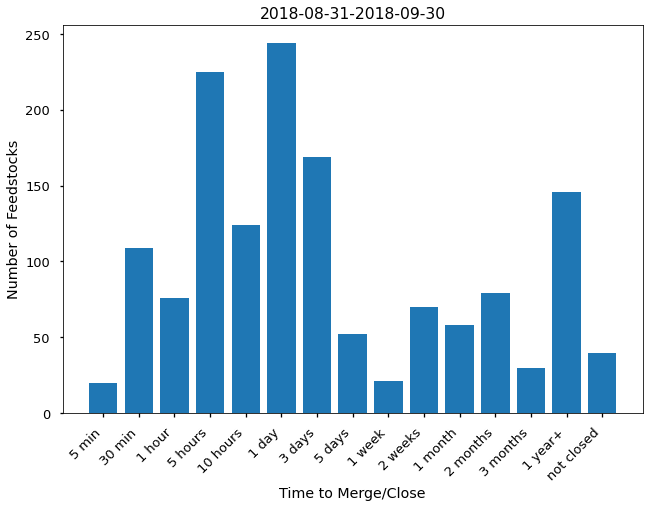 2018-08-31-2018-09-30
Number of Feedstocks
250
200
150
100
50
0
5 min
30 min
1 hour
5 hours
10 hours
1 day
3 days
5 days
1 week
2 weeks
1 month
2 months
3 months
1 year+
not closed
Time to Merge/Close